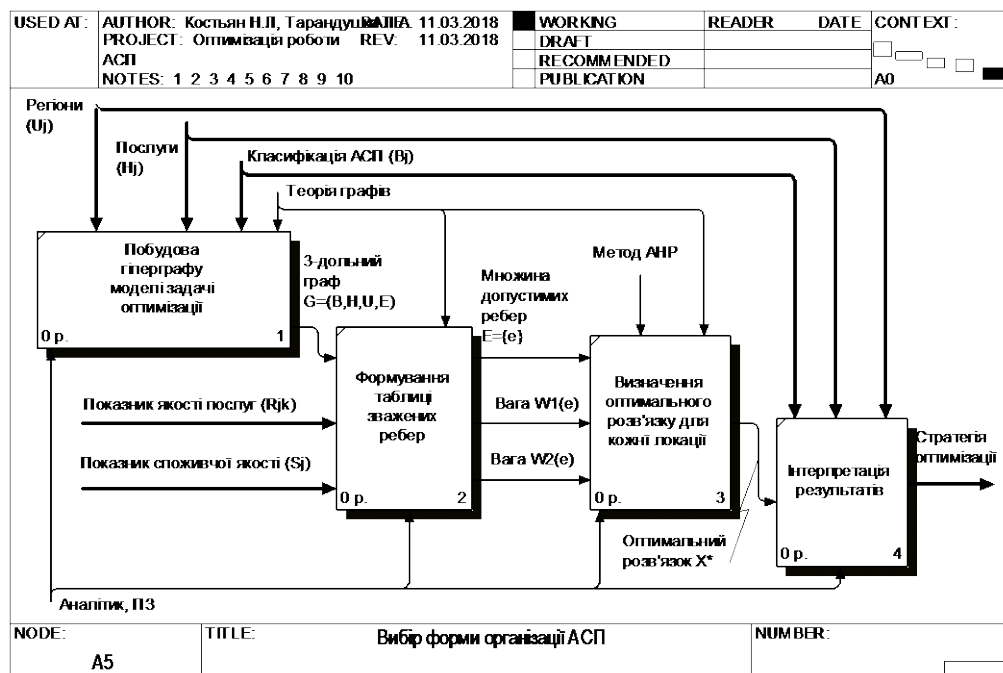 USED AT:
AUTHOR: Костьян Н.Л, Тарандушка
DATE: 11.03.2018
PROJECT: Оптимізація роботи
АСП
REV: 11.03.2018
NOTES: 1 2 3 4 5 6 7 8 9 10
WORKING
DRAFT
RECOMMENDED
PUBLICATION
READER
DATE
CONTEXT:
A0
Регіони
(Uj)
Послуги
(Hj)
Класифікація АСП (Bj)
Теорія графів
Метод АНР
Побудова
гіперграфу
моделі задачі
оптимізації
0 р.
1
3-дольний
граф
G=(B,H,U,E)
Множина
допустимих
ребер
E={e}
Формування
таблиці
зважених
ребер
0 р.
2
Показник якості послуг (Rjk)
Показник споживчої якості (Sj)
Вага W1(e)
Вага W2(e)
Визначення
оптимального
розв'язку для
кожні локації
0 р.
3
Оптимальний
розв'язок X*
Інтерпретація
результатів
0 р.
4
Стратегія
оптимізації
Аналітик, ПЗ
NODE:
A5
TITLE:
Вибір форми організації АСП
NUMBER: